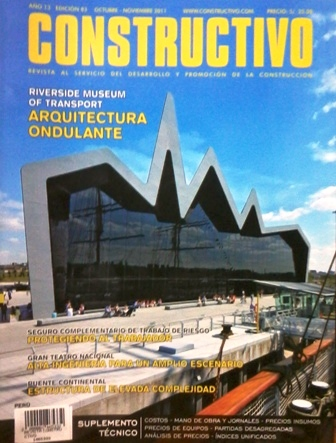 AÑO 13 EDICIÓN 83 OCTUBRE - NOVIEMBRE 2011 WWW.CONSTRUCTIVO.COM PRECIO: S/.
CONSTRUCTIVO
REVISTA AL SERVICIO DEL DESARROLLO Y PROMOCIÓN DE LA CONSTRUCCIÓN
RIVERSIDE MUSEUM
OF TRANSPORT
ARQUITECTURA
ONDULANTE
SEGURO COMPLEMENTARIO DE TRABAJO DE RIESGO
PROTEGIENDO AL TRABAJADOR
GRAN TEATRO NACIONAL
ALTA INGENIERÍA PARA UN AMPLIO ESCENARIO
PUENTE CONTINENTAL
ESTRUCTURA DE ELEVADA COMPLEJIDAD
PERÚ
SUPLEMENTO
TÉCNICO
COSTOS - MANO DE OBRA Y JORNALES - PRECIOS INSUMOS
PRECIOS DE EQUIPOS - PARTIDAS DESAGREGADAS
ANÁLISIS DE PRECIOS - ÍNDICES UNIFICADOS